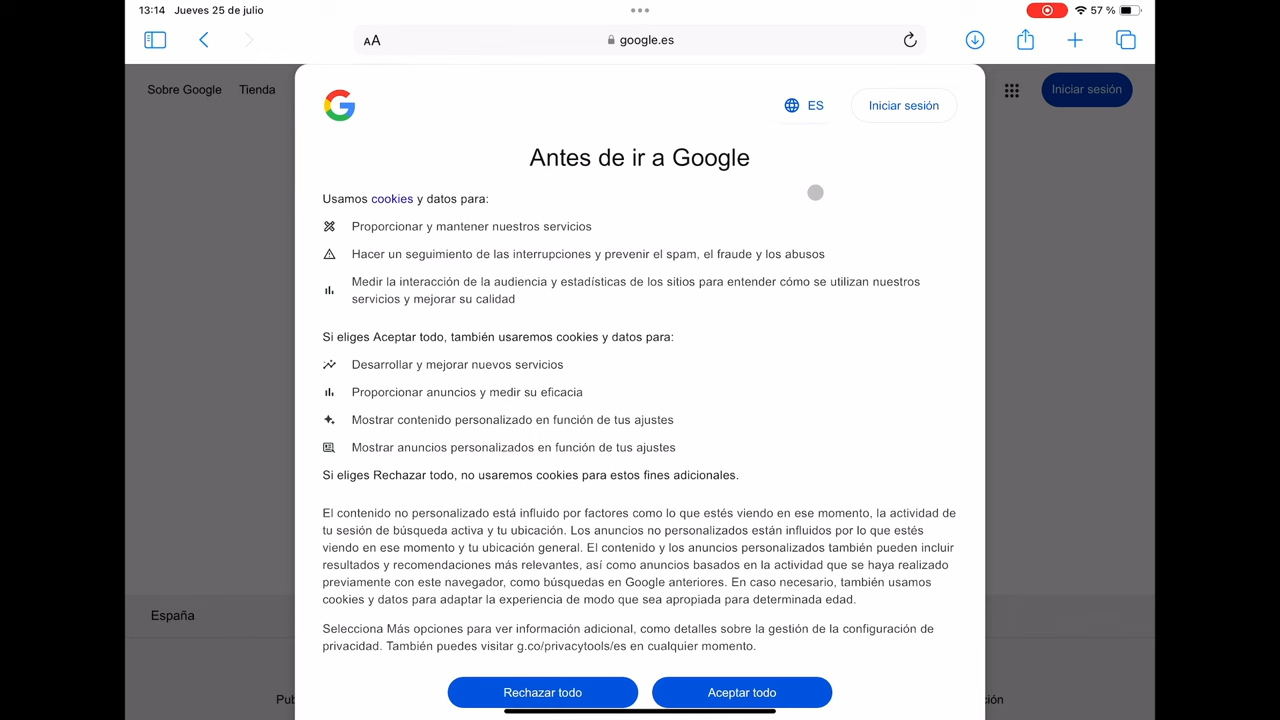 13:14 Jueves 25 de julio
57 %
AA
google.es
Sobre Google Tienda
Iniciar sesión
ES
Iniciar sesión
Antes de ir a Google
Usamos cookies y datos para:
Proporcionar y mantener nuestros servicios
Hacer un seguimiento de las interrupciones y prevenir el spam, el fraude y los abusos
Medir la interacción de la audiencia y estadísticas de los sitios para entender cómo se utilizan nuestros
servicios y mejorar su calidad
Si eliges Aceptar todo, también usaremos cookies y datos para:
Desarrollar y mejorar nuevos servicios
Proporcionar anuncios y medir su eficacia
Mostrar contenido personalizado en función de tus ajustes
Mostrar anuncios personalizados en función de tus ajustes
Si eliges Rechazar todo, no usaremos cookies para estos fines adicionales.
El contenido no personalizado está influido por factores como lo que estés viendo en ese momento, la actividad de
tu sesión de búsqueda activa y tu ubicación. Los anuncios no personalizados están influidos por lo que estés
viendo en ese momento y tu ubicación general. El contenido y los anuncios personalizados también pueden incluir
resultados y recomendaciones más relevantes, así como anuncios basados en la actividad que se haya realizado
previamente con este navegador, como búsquedas en Google anteriores. En caso necesario, también usamos
cookies y datos para adaptar la experiencia de modo que sea apropiada para determinada edad.
España
Selecciona Más opciones para ver información adicional, como detalles sobre la gestión de la configuración de
privacidad. También puedes visitar g.co/privacytools/es en cualquier momento.
Rechazar todo
Aceptar todo
Pub
ción